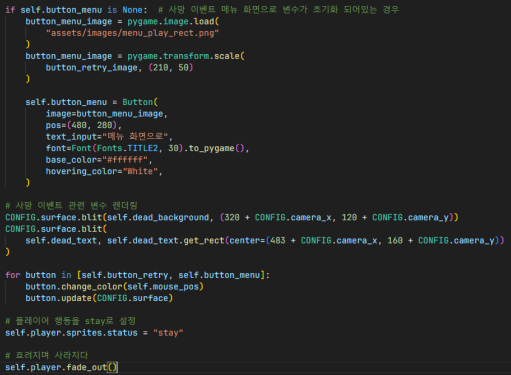 if self.button_menu is None:  # 사망 이벤트 메뉴 화면으로 변수가 초기화 되어있는 경우
    button_menu_image = pygame.image.load(
        "assets/images/menu_play_rect.png"
    )
    button_menu_image = pygame.transform.scale(
        button_retry_image, (210, 50)
    )

    self.button_menu = Button(
        image=button_menu_image,
        pos=(480, 280),
        text_input="메뉴 화면으로",
        font=Font(Fonts.TITLE2, 30).to_pygame(),
        base_color="#ffffff",
        hovering_color="White",
    )

# 사망 이벤트 관련 변수 렌더링
CONFIG.surface.blit(self.dead_background, (320 + CONFIG.camera_x, 120 + CONFIG.camera_y))
CONFIG.surface.blit(
    self.dead_text, self.dead_text.get_rect(center=(483 + CONFIG.camera_x, 160 + CONFIG.camera_y))
)

for button in [self.button_retry, self.button_menu]:
    button.change_color(self.mouse_pos)
    button.update(CONFIG.surface)

# 플레이어 행동을 stay로 설정
self.player.sprites.status = "stay"

# 흐려지며 사라지다
self.player.fade_out()